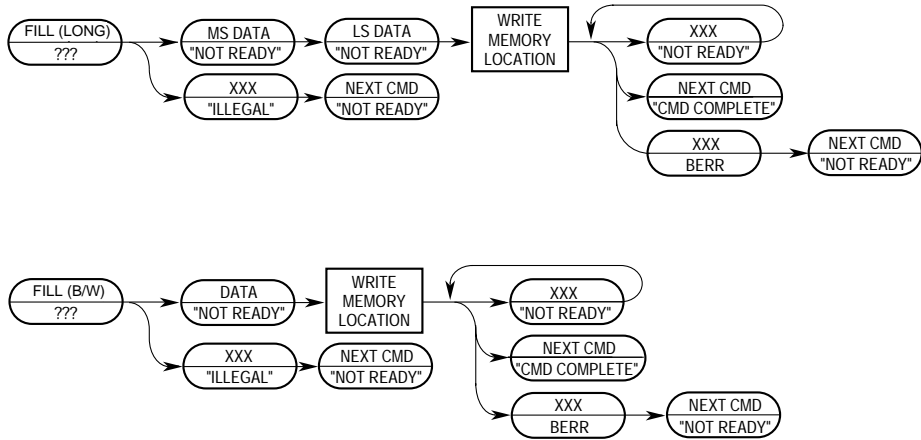 FILL (LONG)
???
MS DATA
"NOT READY"
LS DATA
"NOT READY"
WRITE
MEMORY
LOCATION
XXX
"NOT READY"
XXX
"ILLEGAL"
NEXT CMD
"NOT READY"
NEXT CMD
"CMD COMPLETE"
XXX
BERR
NEXT CMD
"NOT READY"
FILL (B/W)
???
DATA
"NOT READY"
WRITE
MEMORY
LOCATION
XXX
"NOT READY"
XXX
"ILLEGAL"
NEXT CMD
"NOT READY"
NEXT CMD
"CMD COMPLETE"
XXX
BERR
NEXT CMD
"NOT READY"